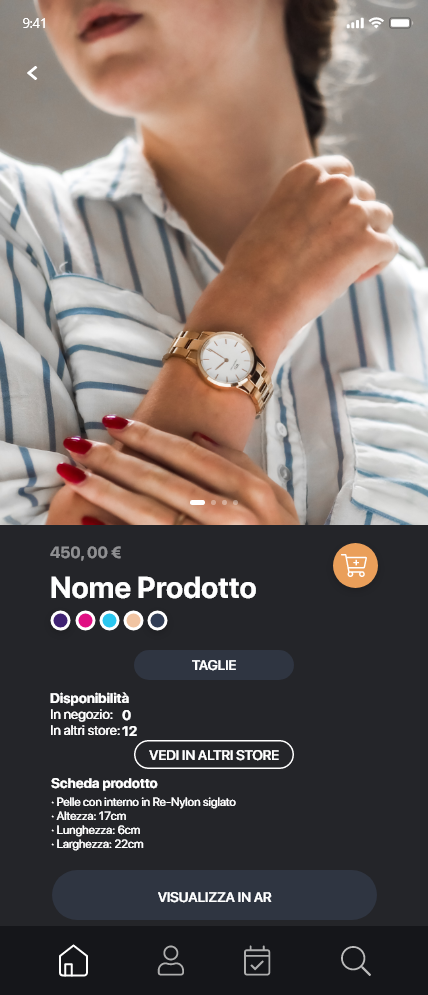 9:41
450,00 €
Nome Prodotto
TAGLIE
Disponibilità
In negozio: 0
In altri store: 12
VEDI IN ALTRI STORE
Scheda prodotto
· Pelle con interno in Re-Nylon siglato
· Altezza: 17cm
· Lunghezza: 6cm
· Larghezza: 22cm
VISUALIZZA IN AR